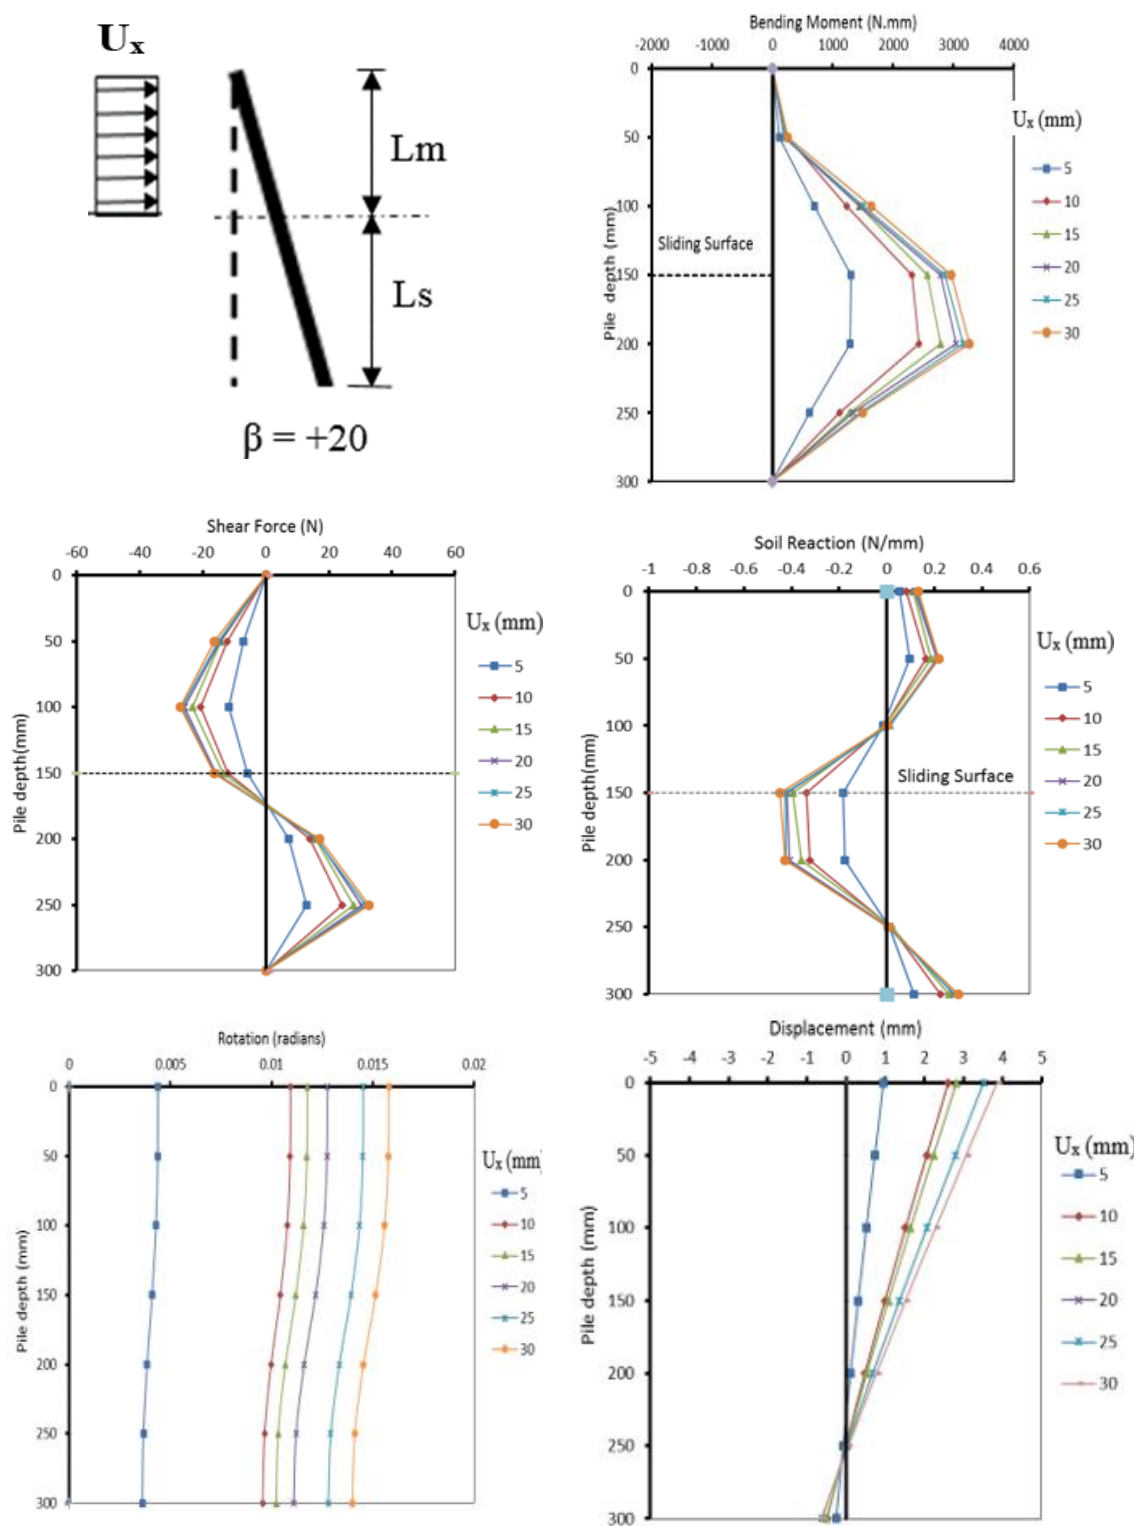 Uₓ
Lm
Ls
β = +20
Bending Moment (N.mm)
-2000 -1000 0 1000 2000 3000 4000
0
50
100
150
200
250
300
Pile depth (mm)
Sliding Surface
Uₓ (mm)
5
10
15
20
25
30
Shear Force (N)
-60 -40 -20 0 20 40 60
0
50
100
150
200
250
300
Pile depth(mm)
Uₓ (mm)
5
10
15
20
25
30
Soil Reaction (N/mm)
-1 -0.8 -0.6 -0.4 -0.2 0 0.2 0.4 0.6
0
50
100
150
200
250
300
Pile depth(mm)
Sliding Surface
Uₓ (mm)
5
10
15
20
25
30
Rotation (radians)
0 0.005 0.01 0.015 0.02
0
50
100
150
200
250
300
Pile depth (mm)
Uₓ (mm)
5
10
15
20
25
30
Displacement (mm)
-5 -4 -3 -2 -1 0 1 2 3 4 5
0
50
100
150
200
250
300
Pile depth (mm)
Uₓ (mm)
5
10
15
20
25
30